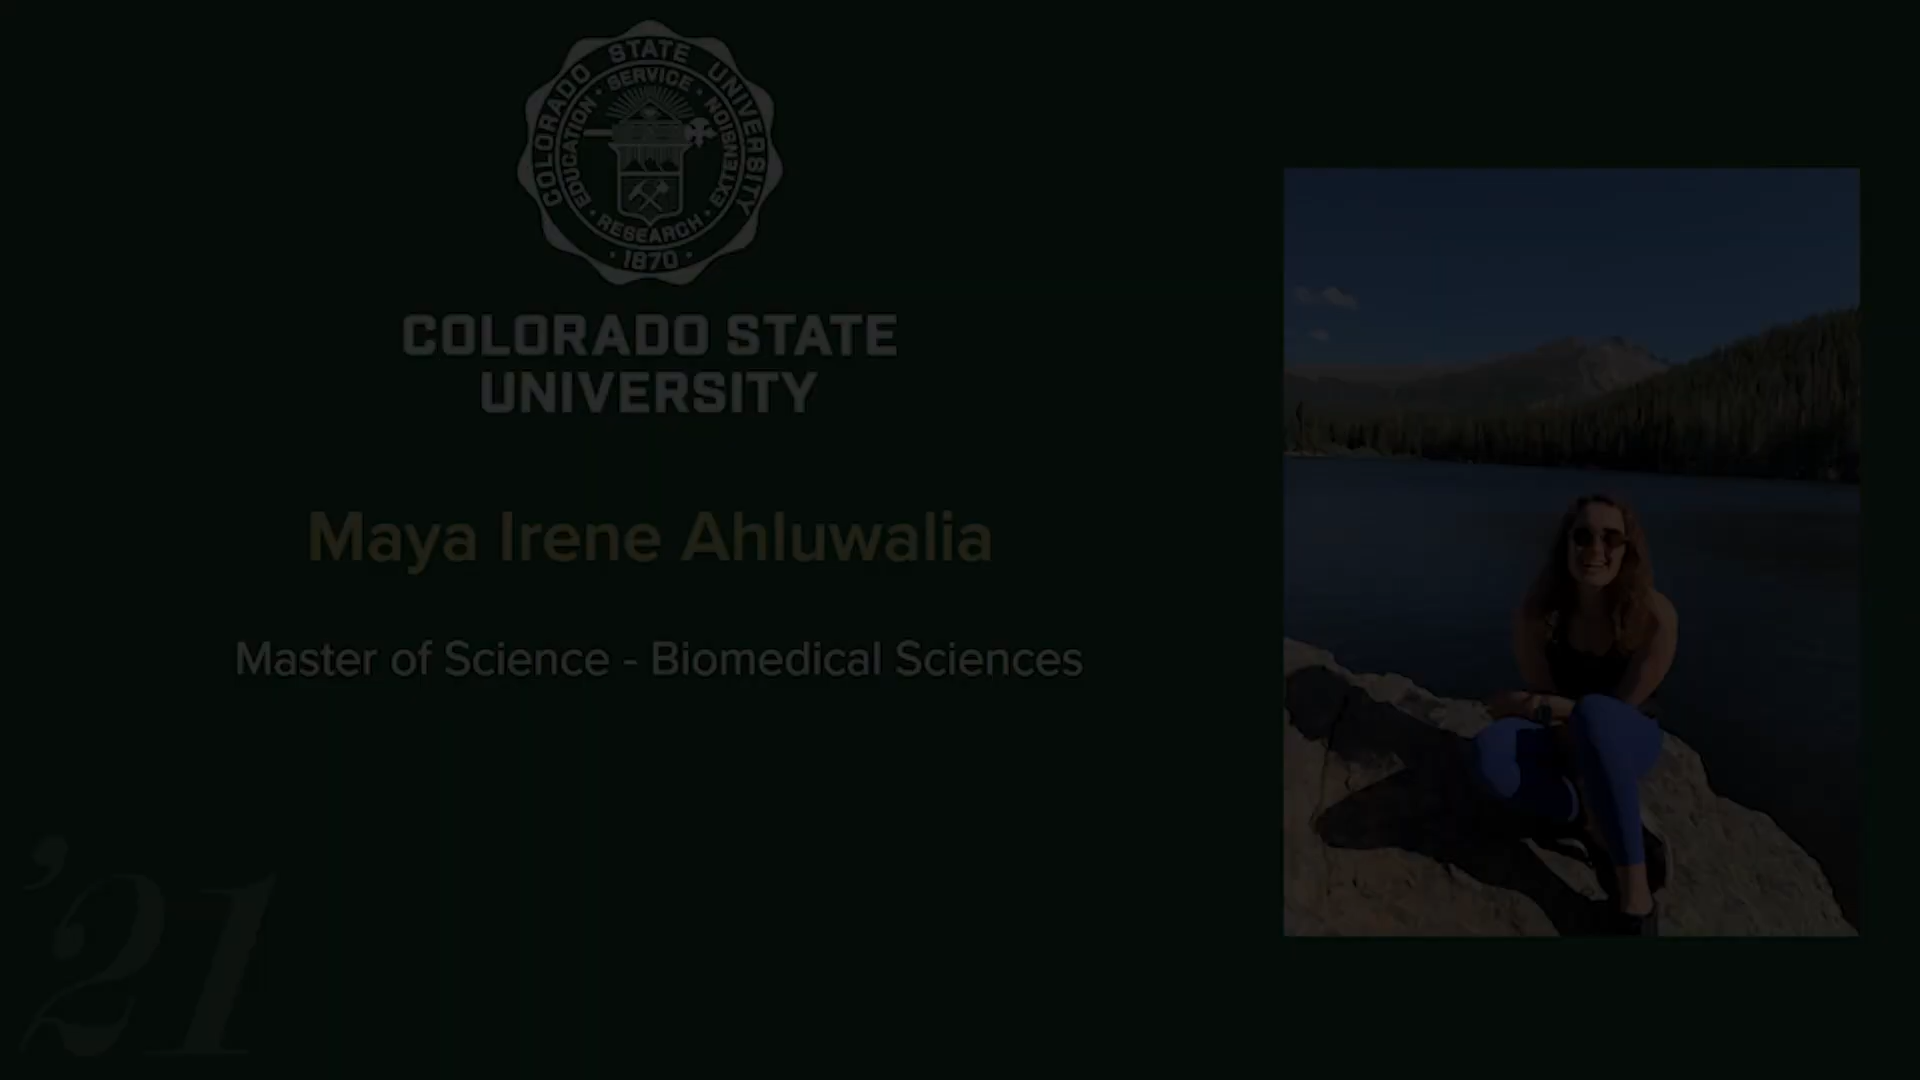 COLORADO STATE UNIVERSITY
EDUCATION · SERVICE · EXTENSION
· RESEARCH ·
· 1870 ·
COLORADO STATE
UNIVERSITY
Maya Irene Ahluwalia
Master of Science - Biomedical Sciences
’21